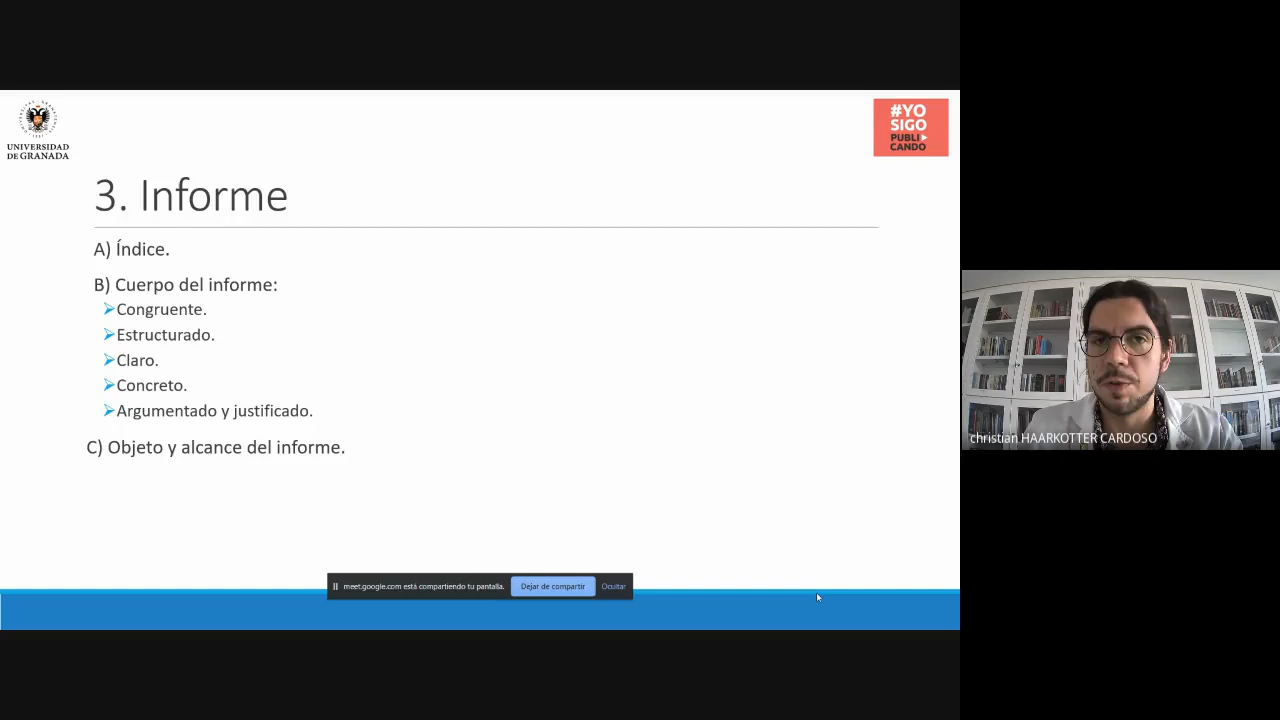 UNIVERSIDAD
DE GRANADA
#YO
SIGO
PUBLI
CANDO
3. Informe
A) Índice.
B) Cuerpo del informe:
Congruente.
Estructurado.
Claro.
Concreto.
Argumentado y justificado.
C) Objeto y alcance del informe.
meet.google.com está compartiendo tu pantalla.
Dejar de compartir
Ocultar
christian HAARKOTTER CARDOSO